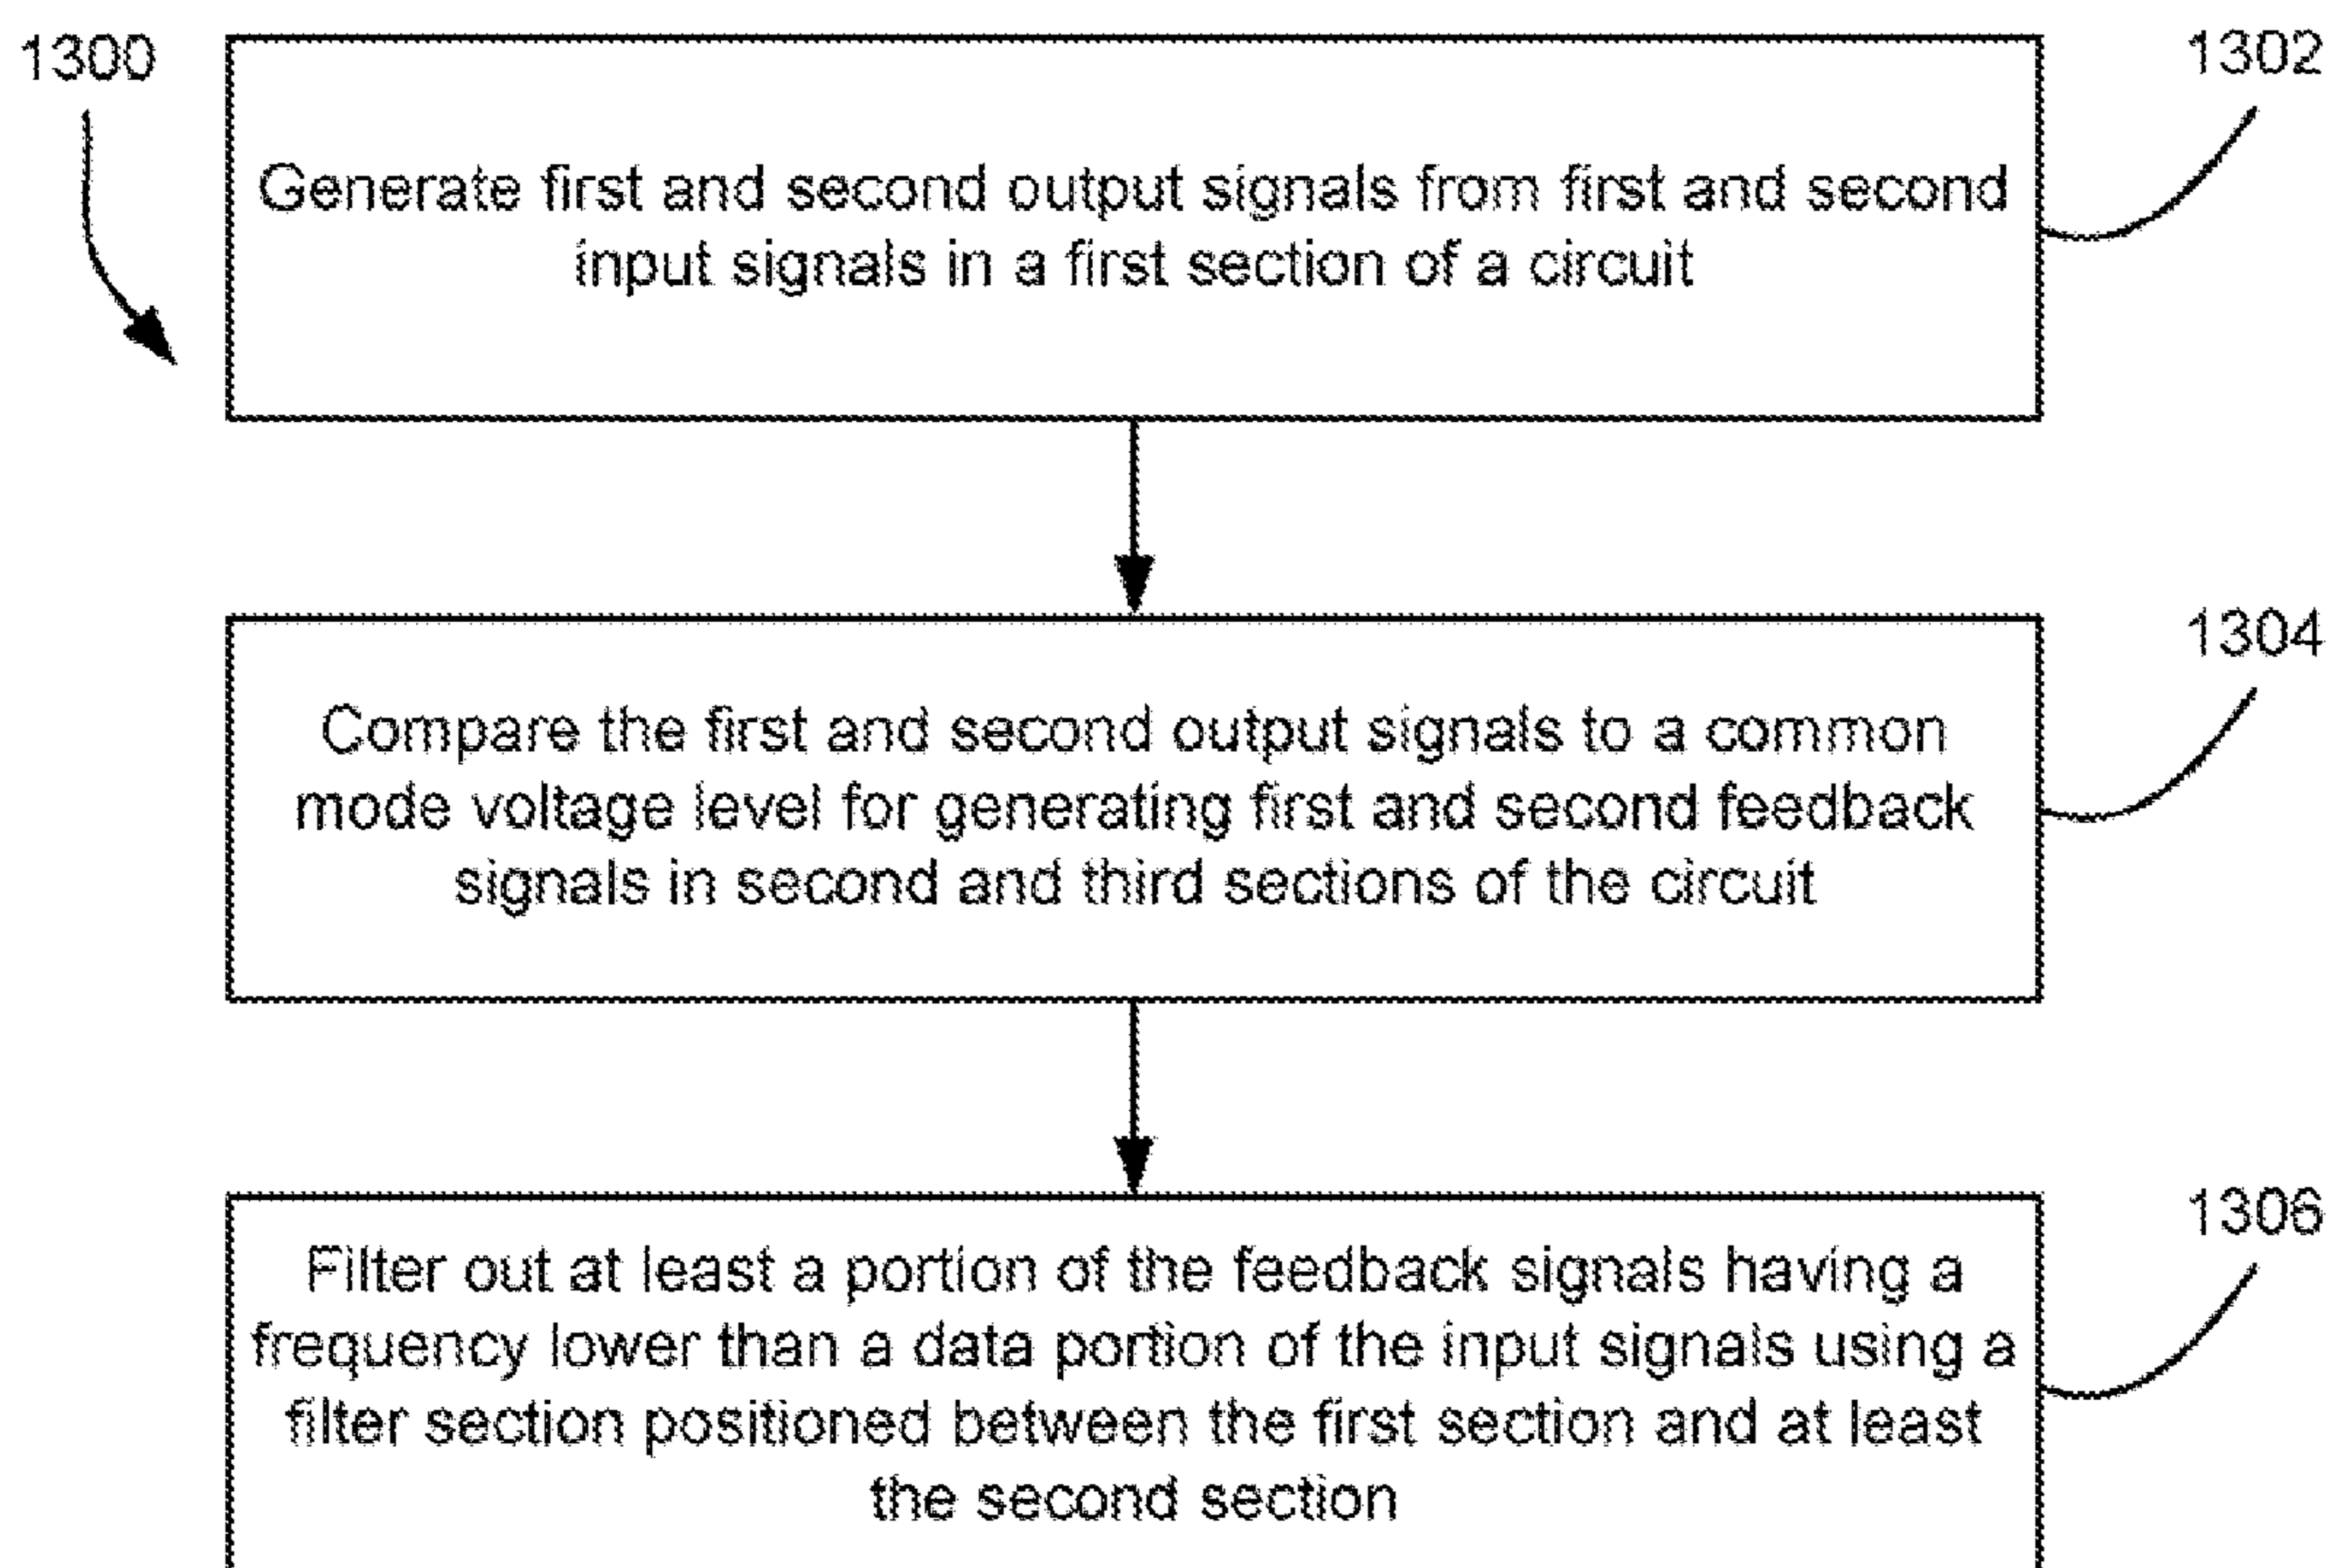 1300
1302
Generate first and second output signals from first and second
input signals in a first section of a circuit
1304
Compare the first and second output signals to a common
mode voltage level for generating first and second feedback
signals in second and third sections of the circuit
1306
Filter out at least a portion of the feedback signals having a
frequency lower than a data portion of the input signals using a
filter section positioned between the first section and at least
the second section